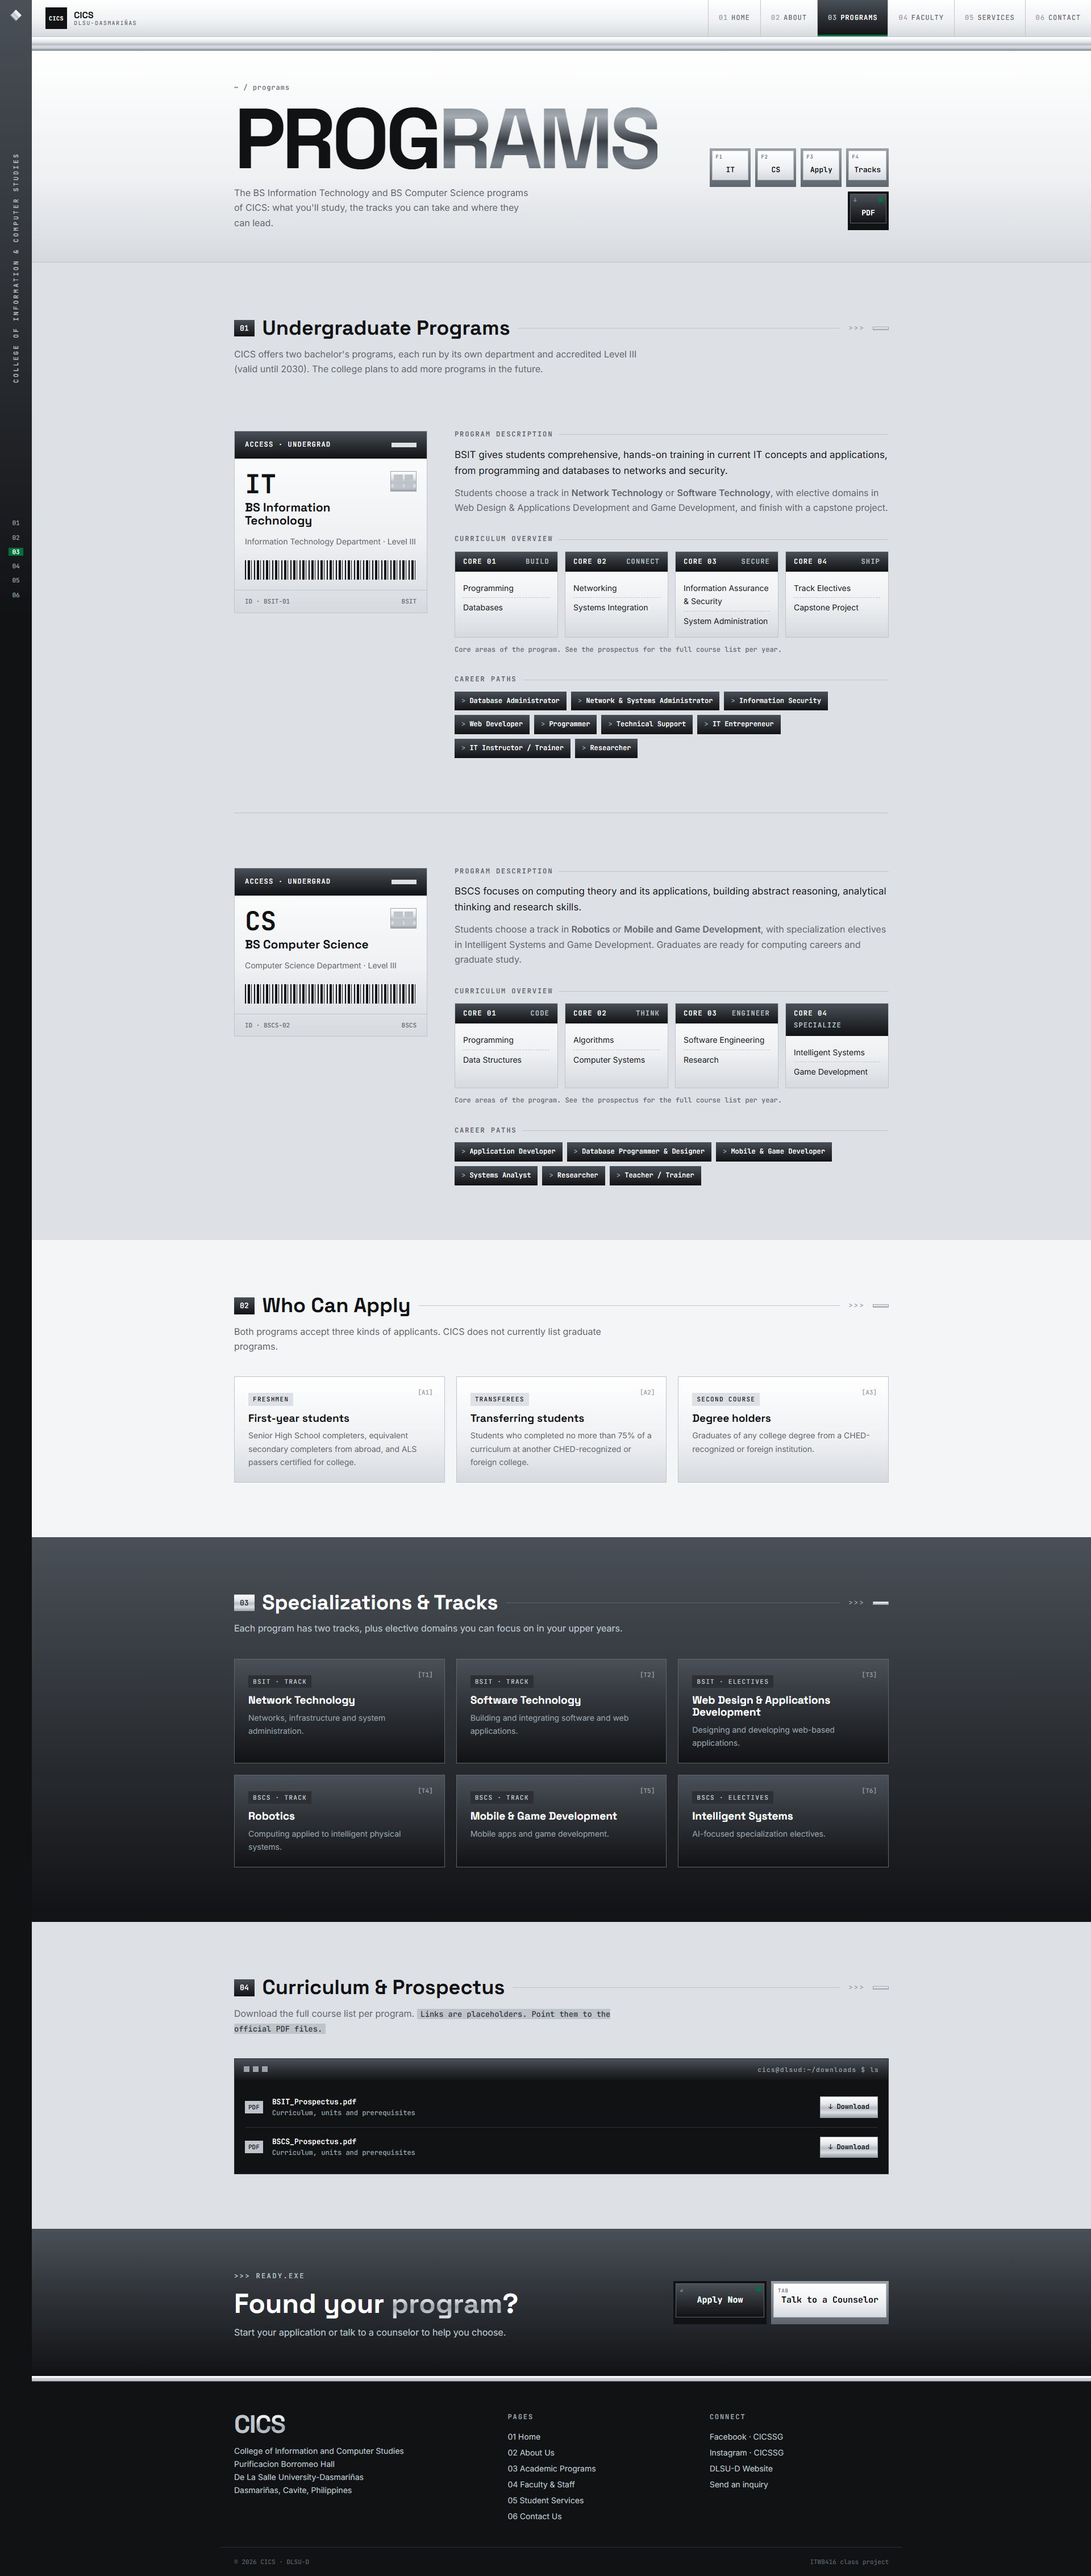 CICS
CICS
DLSU-DASMARIÑAS
01 HOME
02 ABOUT
03 PROGRAMS
04 FACULTY
05 SERVICES
06 CONTACT
COLLEGE OF INFORMATION & COMPUTER STUDIES
01
02
03
04
05
06
~ / programs
PROGRAMS
The BS Information Technology and BS Computer Science programs
of CICS: what you'll study, the tracks you can take and where they
can lead.
F1
IT
F2
CS
F3
Apply
F4
Tracks
↓
PDF
01 Undergraduate Programs >>>
CICS offers two bachelor's programs, each run by its own department and accredited Level III
(valid until 2030). The college plans to add more programs in the future.
ACCESS · UNDERGRAD
IT
BS Information
Technology
Information Technology Department · Level III
ID · BSIT-01 BSIT
PROGRAM DESCRIPTION
BSIT gives students comprehensive, hands-on training in current IT concepts and applications,
from programming and databases to networks and security.
Students choose a track in Network Technology or Software Technology, with elective domains in
Web Design & Applications Development and Game Development, and finish with a capstone project.
CURRICULUM OVERVIEW
CORE 01 BUILD
Programming
Databases
CORE 02 CONNECT
Networking
Systems Integration
CORE 03 SECURE
Information Assurance
& Security
System Administration
CORE 04 SHIP
Track Electives
Capstone Project
Core areas of the program. See the prospectus for the full course list per year.
CAREER PATHS
> Database Administrator > Network & Systems Administrator > Information Security
> Web Developer > Programmer > Technical Support > IT Entrepreneur
> IT Instructor / Trainer > Researcher
ACCESS · UNDERGRAD
CS
BS Computer Science
Computer Science Department · Level III
ID · BSCS-02 BSCS
PROGRAM DESCRIPTION
BSCS focuses on computing theory and its applications, building abstract reasoning, analytical
thinking and research skills.
Students choose a track in Robotics or Mobile and Game Development, with specialization electives
in Intelligent Systems and Game Development. Graduates are ready for computing careers and
graduate study.
CURRICULUM OVERVIEW
CORE 01 CODE
Programming
Data Structures
CORE 02 THINK
Algorithms
Computer Systems
CORE 03 ENGINEER
Software Engineering
Research
CORE 04
SPECIALIZE
Intelligent Systems
Game Development
Core areas of the program. See the prospectus for the full course list per year.
CAREER PATHS
> Application Developer > Database Programmer & Designer > Mobile & Game Developer
> Systems Analyst > Researcher > Teacher / Trainer
02 Who Can Apply >>>
Both programs accept three kinds of applicants. CICS does not currently list graduate
programs.
FRESHMEN [A1]
First-year students
Senior High School completers, equivalent
secondary completers from abroad, and ALS
passers certified for college.
TRANSFEREES [A2]
Transferring students
Students who completed no more than 75% of a
curriculum at another CHED-recognized or
foreign college.
SECOND COURSE [A3]
Degree holders
Graduates of any college degree from a CHED-
recognized or foreign institution.
03 Specializations & Tracks >>>
Each program has two tracks, plus elective domains you can focus on in your upper years.
BSIT · TRACK [T1]
Network Technology
Networks, infrastructure and system
administration.
BSIT · TRACK [T2]
Software Technology
Building and integrating software and web
applications.
BSIT · ELECTIVES [T3]
Web Design & Applications
Development
Designing and developing web-based
applications.
BSCS · TRACK [T4]
Robotics
Computing applied to intelligent physical
systems.
BSCS · TRACK [T5]
Mobile & Game Development
Mobile apps and game development.
BSCS · ELECTIVES [T6]
Intelligent Systems
AI-focused specialization electives.
04 Curriculum & Prospectus >>>
Download the full course list per program. Links are placeholders. Point them to the
official PDF files.
cics@dlsud:~/downloads $ ls
PDF BSIT_Prospectus.pdf
Curriculum, units and prerequisites
↓ Download
PDF BSCS_Prospectus.pdf
Curriculum, units and prerequisites
↓ Download
>>> READY.EXE
Found your program?
Start your application or talk to a counselor to help you choose.
Apply Now
TAB
Talk to a Counselor
CICS
College of Information and Computer Studies
Purificacion Borromeo Hall
De La Salle University-Dasmariñas
Dasmariñas, Cavite, Philippines
PAGES
01 Home
02 About Us
03 Academic Programs
04 Faculty & Staff
05 Student Services
06 Contact Us
CONNECT
Facebook · CICSSG
Instagram · CICSSG
DLSU-D Website
Send an inquiry
© 2026 CICS · DLSU-D
ITWB416 class project